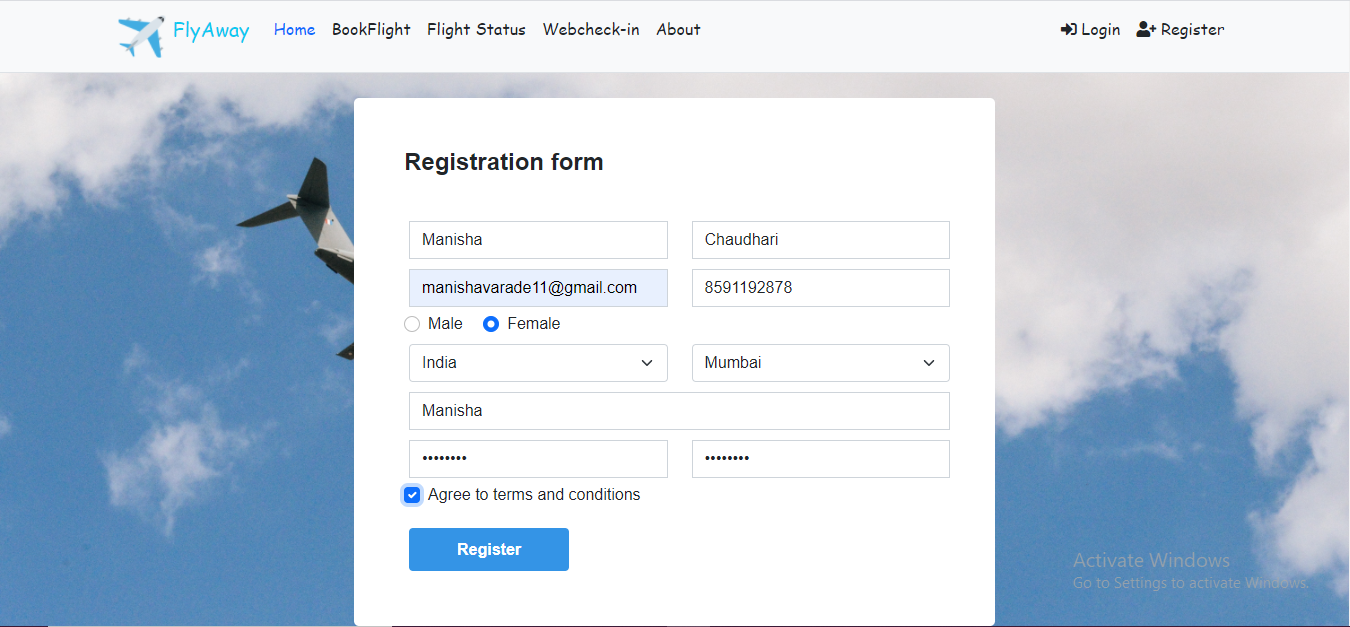 FlyAway Home BookFlight Flight Status Webcheck-in About Login Register
Registration form
Manisha Chaudhari
manishavarade11@gmail.com 8591192878
Male Female
India Mumbai
Manisha
•••••••• ••••••••
Agree to terms and conditions
Register
Activate Windows
Go to Settings to activate Windows.